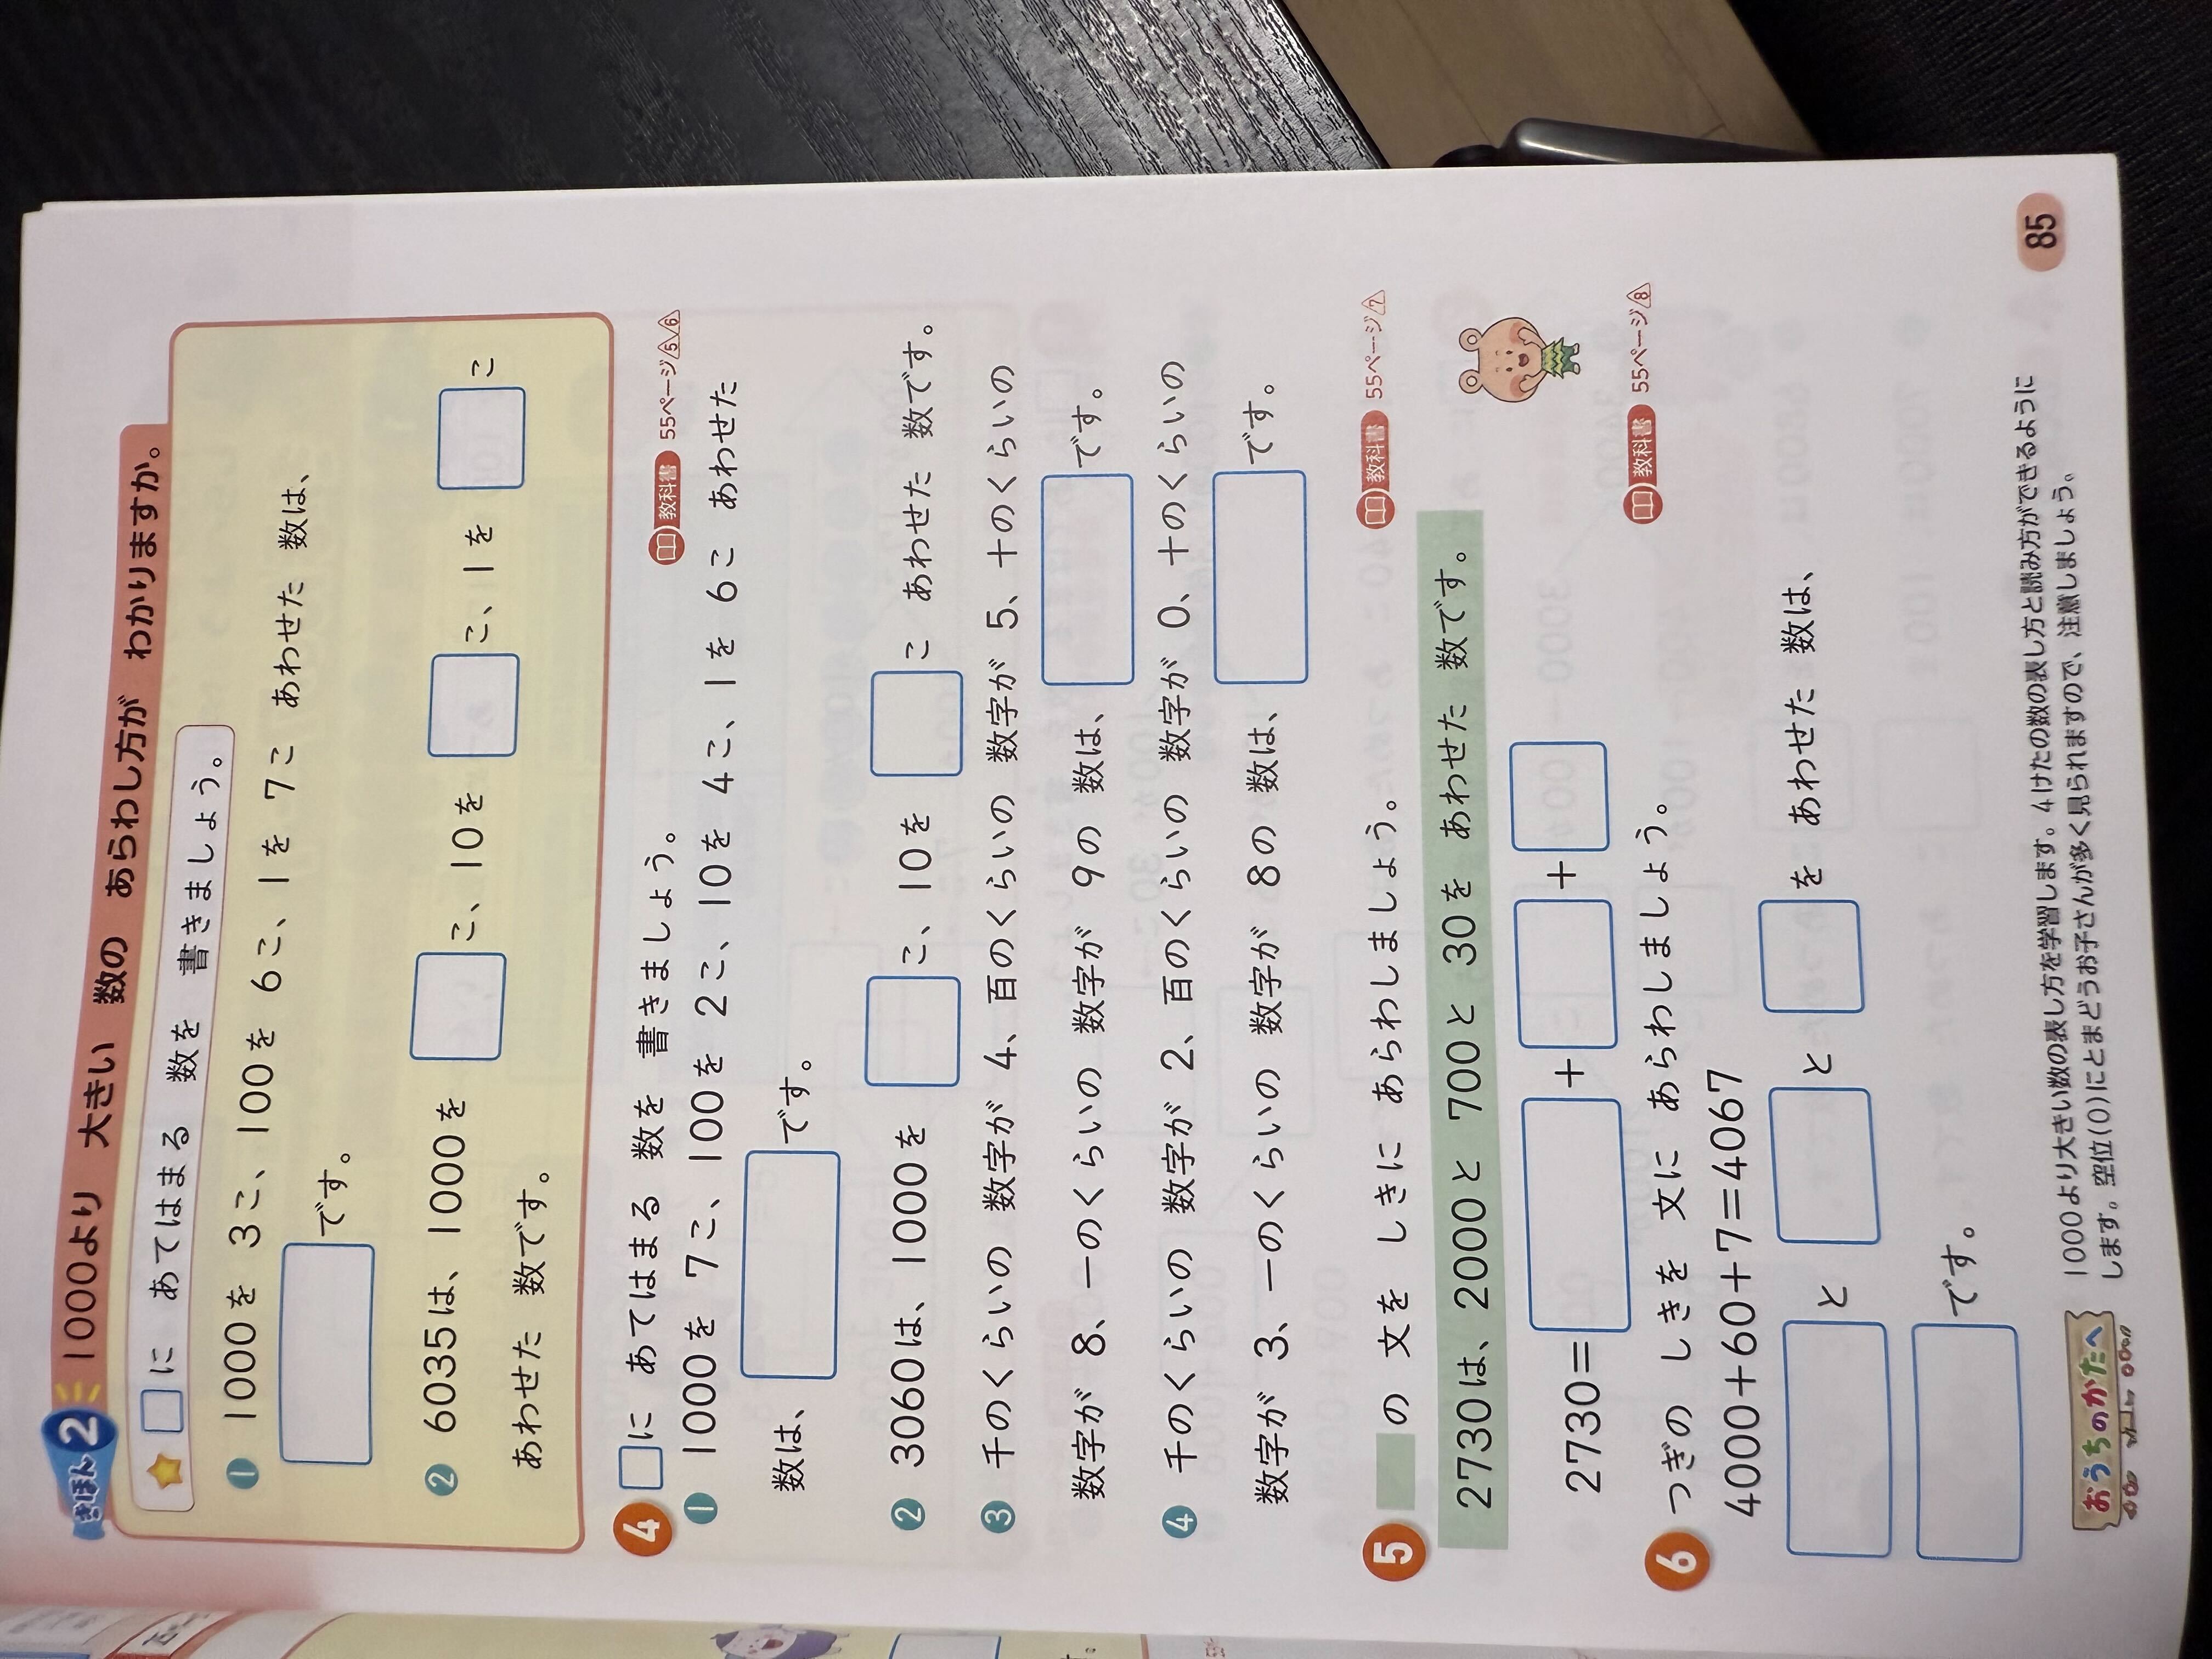 きほん2 1000より 大きい 数の あらわし方が わかりますか。
□に あてはまる 数を 書きましょう。
① 1000を 3こ、100を 6こ、1を 7こ あわせた 数は、
です。
② 6035は、1000を □こ、10を □こ、1を □こ
あわせた 数です。
4 □に あてはまる 数を 書きましょう。
教科書 55ページ 5 6
① 1000を 7こ、100を 2こ、10を 4こ、1を 6こ あわせた
数は、 です。
② 3060は、1000を □こ、10を □こ あわせた 数です。
③ 千のくらいの 数字が 4、百のくらいの 数字が 5、十のくらいの
数字が 8、一のくらいの 数字が 9の 数は、 です。
④ 千のくらいの 数字が 2、百のくらいの 数字が 0、十のくらいの
数字が 3、一のくらいの 数字が 8の 数は、 です。
5 の 文を しきに あらわしましょう。
教科書 55ページ 7
2730は、2000と 700と 30を あわせた 数です。
2730=□+□+□
6 つぎの しきを 文に あらわしましょう。
教科書 55ページ 8
4000+60+7=4067
□と □と □を あわせた 数は、
です。
おうちのかたへ
1000より大きい数の表し方を学習します。4けたの数の表し方と読み方ができるように
します。空位(0)にとまどうお子さんが多く見られますので、注意しましょう。
85